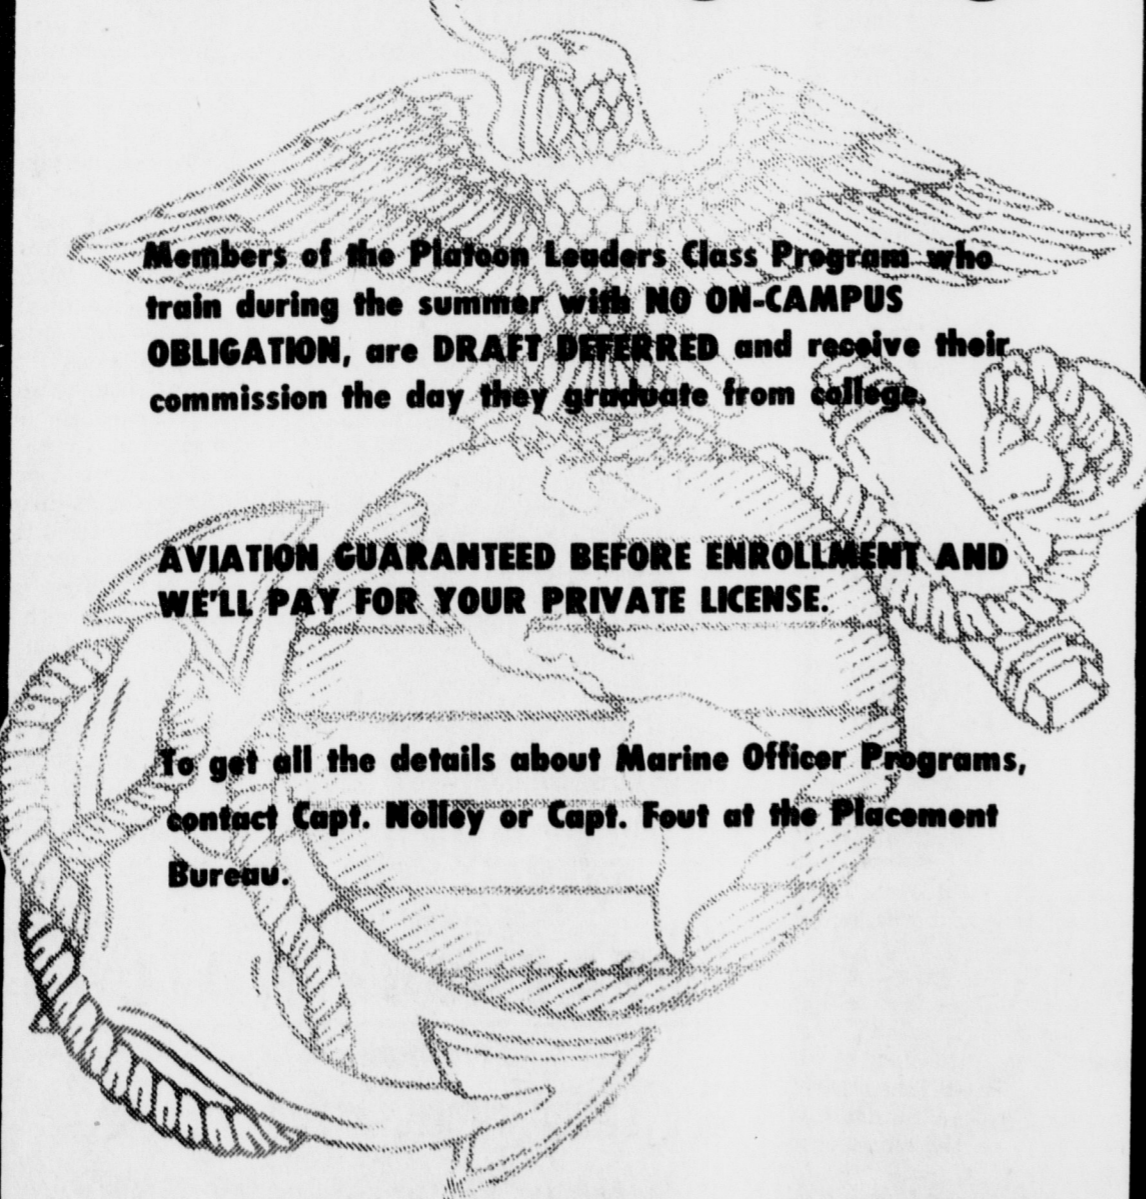 Members of the Platoon Leaders Class Program who
train during the summer with NO ON-CAMPUS
OBLIGATION, are DRAFT DEFERRED and receive their
commission the day they graduate from college.
AVIATION GUARANTEED BEFORE ENROLLMENT AND
WE'LL PAY FOR YOUR PRIVATE LICENSE.
To get all the details about Marine Officer Programs,
contact Capt. Nolley or Capt. Fout at the Placement
Bureau.